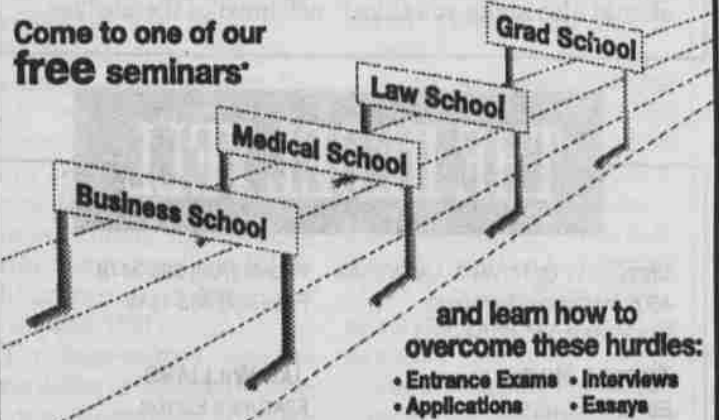 Come to one of our
free seminars*
Grad School
Law School
Medical School
Business School
and learn how to
overcome these hurdles:
• Entrance Exams • Interviews
• Applications • Essays